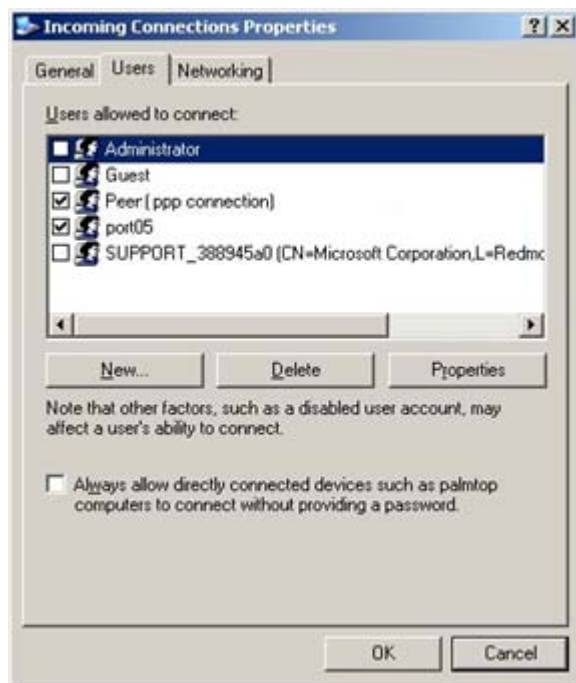 Incoming Connections Properties
General Users Networking
Users allowed to connect:
Administrator
Guest
Peer (ppp connection)
port05
SUPPORT_388945a0 (CN=Microsoft Corporation,L=Redmo
New... Delete Properties
Note that other factors, such as a disabled user account, may
affect a user's ability to connect.
Always allow directly connected devices such as palmtop
computers to connect without providing a password.
OK Cancel